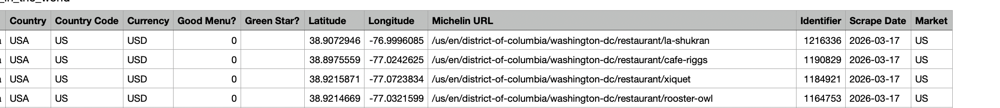 _in_the_world
Country Country Code Currency Good Menu? Green Star? Latitude Longitude Michelin URL Identifier Scrape Date Market
a USA US USD 0 38.9072946 -76.9996085 /us/en/district-of-columbia/washington-dc/restaurant/la-shukran 1216336 2026-03-17 US
a USA US USD 0 38.8975559 -77.0242625 /us/en/district-of-columbia/washington-dc/restaurant/cafe-riggs 1190829 2026-03-17 US
a USA US USD 0 38.9215871 -77.0723834 /us/en/district-of-columbia/washington-dc/restaurant/xiquet 1184921 2026-03-17 US
a USA US USD 0 38.9214669 -77.0321599 /us/en/district-of-columbia/washington-dc/restaurant/rooster-owl 1164753 2026-03-17 US